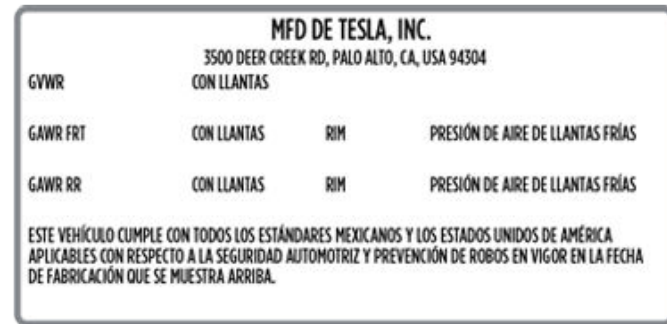 MFD DE TESLA, INC.
3500 DEER CREEK RD, PALO ALTO, CA, USA 94304
GVWR CON LLANTAS
GAWR FRT CON LLANTAS RIM PRESIÓN DE AIRE DE LLANTAS FRÍAS
GAWR RR CON LLANTAS RIM PRESIÓN DE AIRE DE LLANTAS FRÍAS
ESTE VEHÍCULO CUMPLE CON TODOS LOS ESTÁNDARES MEXICANOS Y LOS ESTADOS UNIDOS DE AMÉRICA
APLICABLES CON RESPECTO A LA SEGURIDAD AUTOMOTRIZ Y PREVENCIÓN DE ROBOS EN VIGOR EN LA FECHA
DE FABRICACIÓN QUE SE MUESTRA ARRIBA.